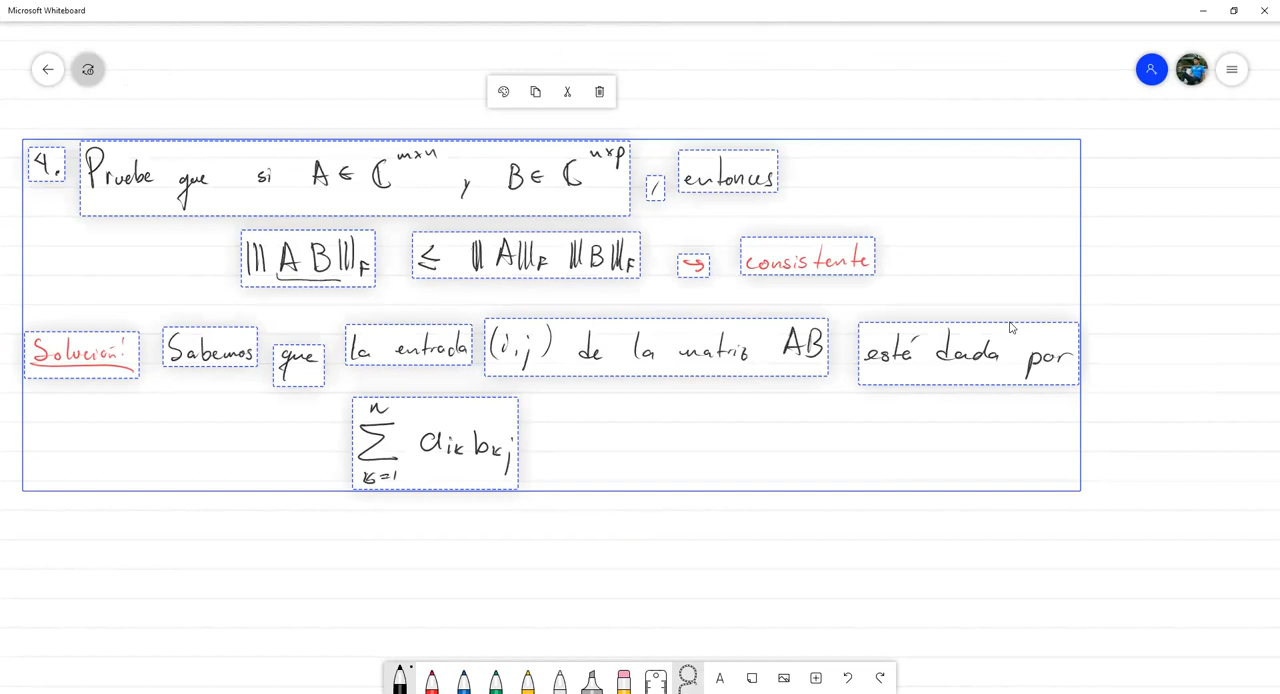 Microsoft Whiteboard
4. Pruebe que si A ∈ ℂ^{m×n}, B ∈ ℂ^{n×p}, entonces
|||AB|||_F ≤ |||A|||_F |||B|||_F ↪ consistente
Solución! Sabemos que la entrada (i,j) de la matriz AB está dada por
∑_{k=1}^{n} a_{ik} b_{kj}
A